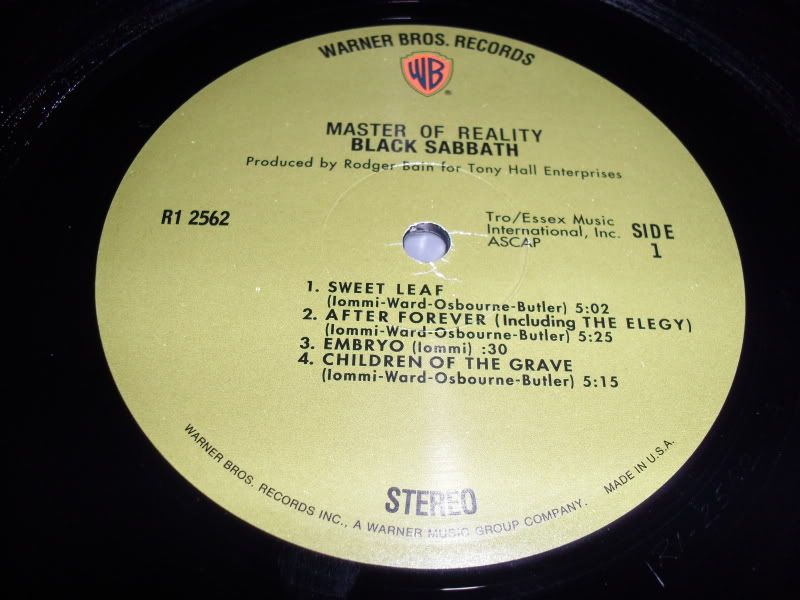 WARNER BROS. RECORDS
WB
®
MASTER OF REALITY
BLACK SABBATH
Produced by Rodger Bain for Tony Hall Enterprises
R1 2562
Tro/Essex Music
International, Inc.
ASCAP
SIDE
1
1. SWEET LEAF
(Iommi-Ward-Osbourne-Butler) 5:02
2. AFTER FOREVER (Including THE ELEGY)
(Iommi-Ward-Osbourne-Butler) 5:25
3. EMBRYO (Iommi) :30
4. CHILDREN OF THE GRAVE
(Iommi-Ward-Osbourne-Butler) 5:15
STEREO
WARNER BROS. RECORDS INC., A WARNER MUSIC GROUP COMPANY. MADE IN U.S.A.